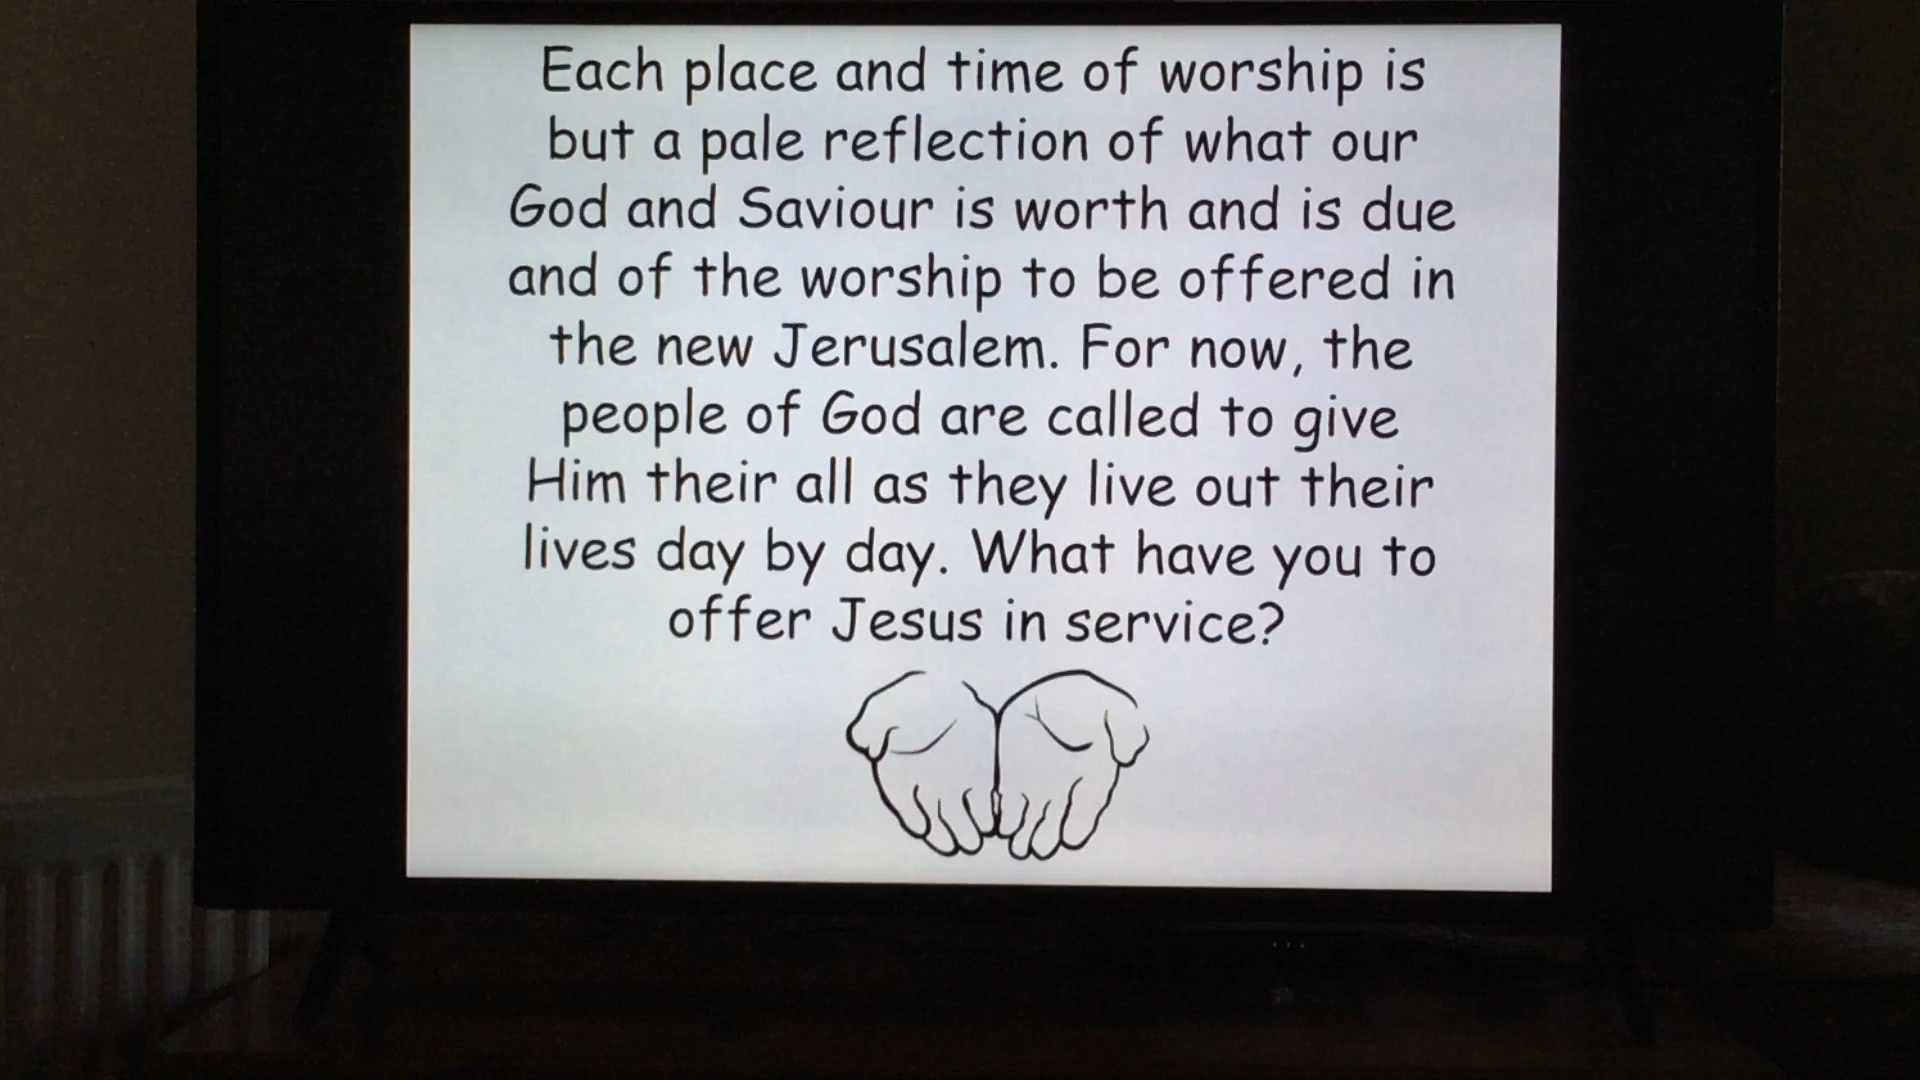 Each place and time of worship is
but a pale reflection of what our
God and Saviour is worth and is due
and of the worship to be offered in
the new Jerusalem. For now, the
people of God are called to give
Him their all as they live out their
lives day by day. What have you to
offer Jesus in service?